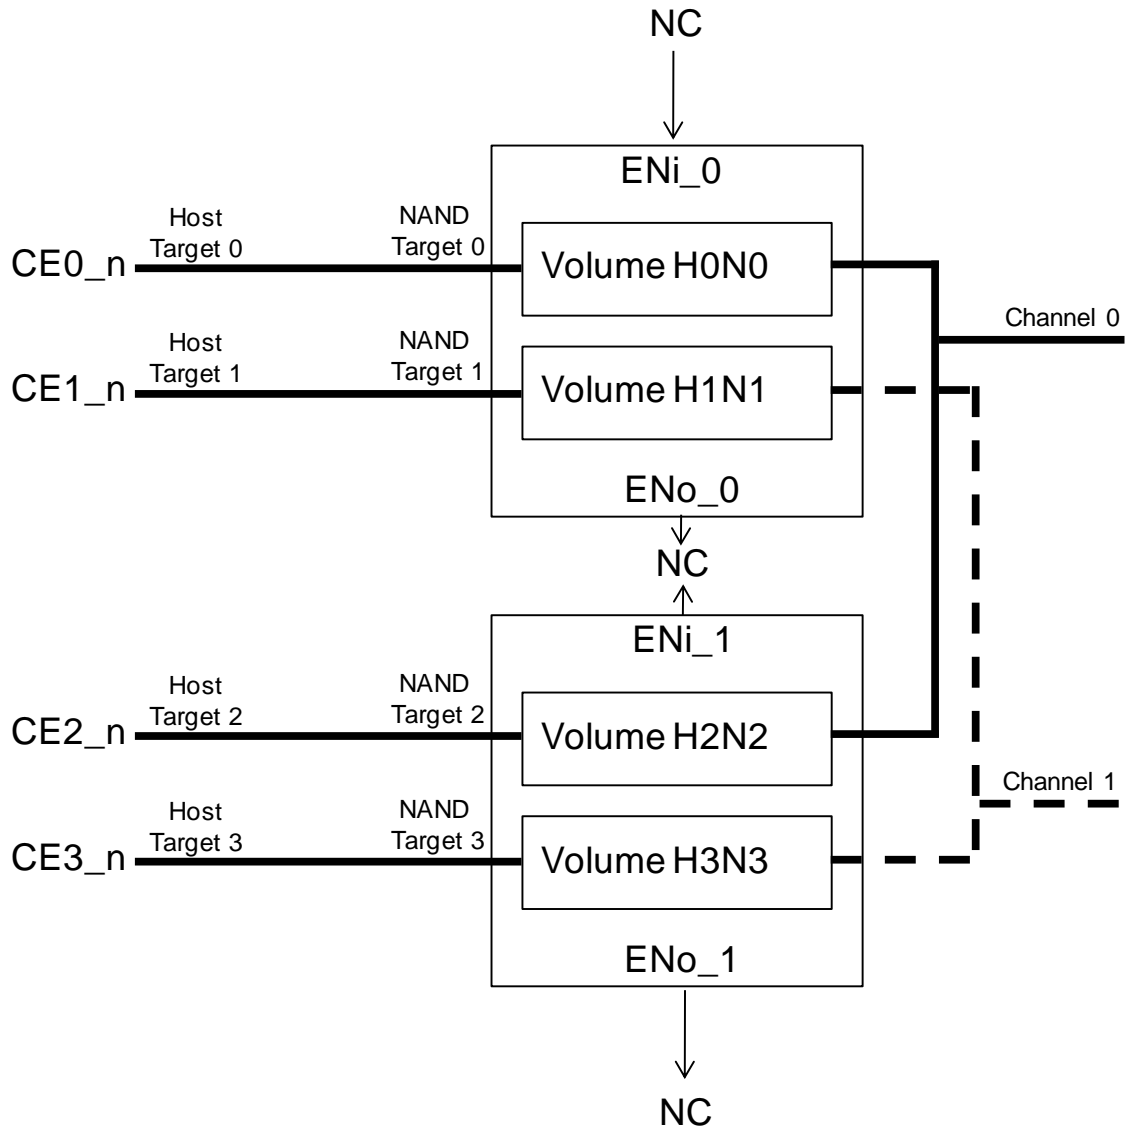 NC
ENi_0
Host
Target 0
NAND
Target 0
CE0_n
Volume H0N0
Channel 0
Host
Target 1
NAND
Target 1
CE1_n
Volume H1N1
ENo_0
NC
ENi_1
Host
Target 2
NAND
Target 2
CE2_n
Volume H2N2
Channel 1
Host
Target 3
NAND
Target 3
CE3_n
Volume H3N3
ENo_1
NC